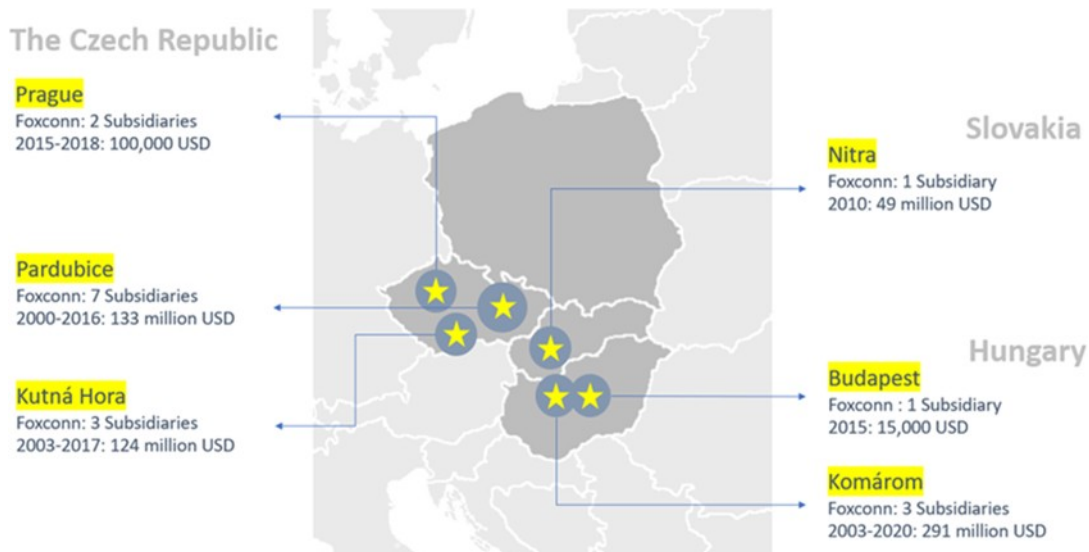 The Czech Republic
Prague
Foxconn: 2 Subsidiaries
2015-2018: 100,000 USD
Pardubice
Foxconn: 7 Subsidiaries
2000-2016: 133 million USD
Kutná Hora
Foxconn: 3 Subsidiaries
2003-2017: 124 million USD
Slovakia
Nitra
Foxconn: 1 Subsidiary
2010: 49 million USD
Hungary
Budapest
Foxconn : 1 Subsidiary
2015: 15,000 USD
Komárom
Foxconn: 3 Subsidiaries
2003-2020: 291 million USD